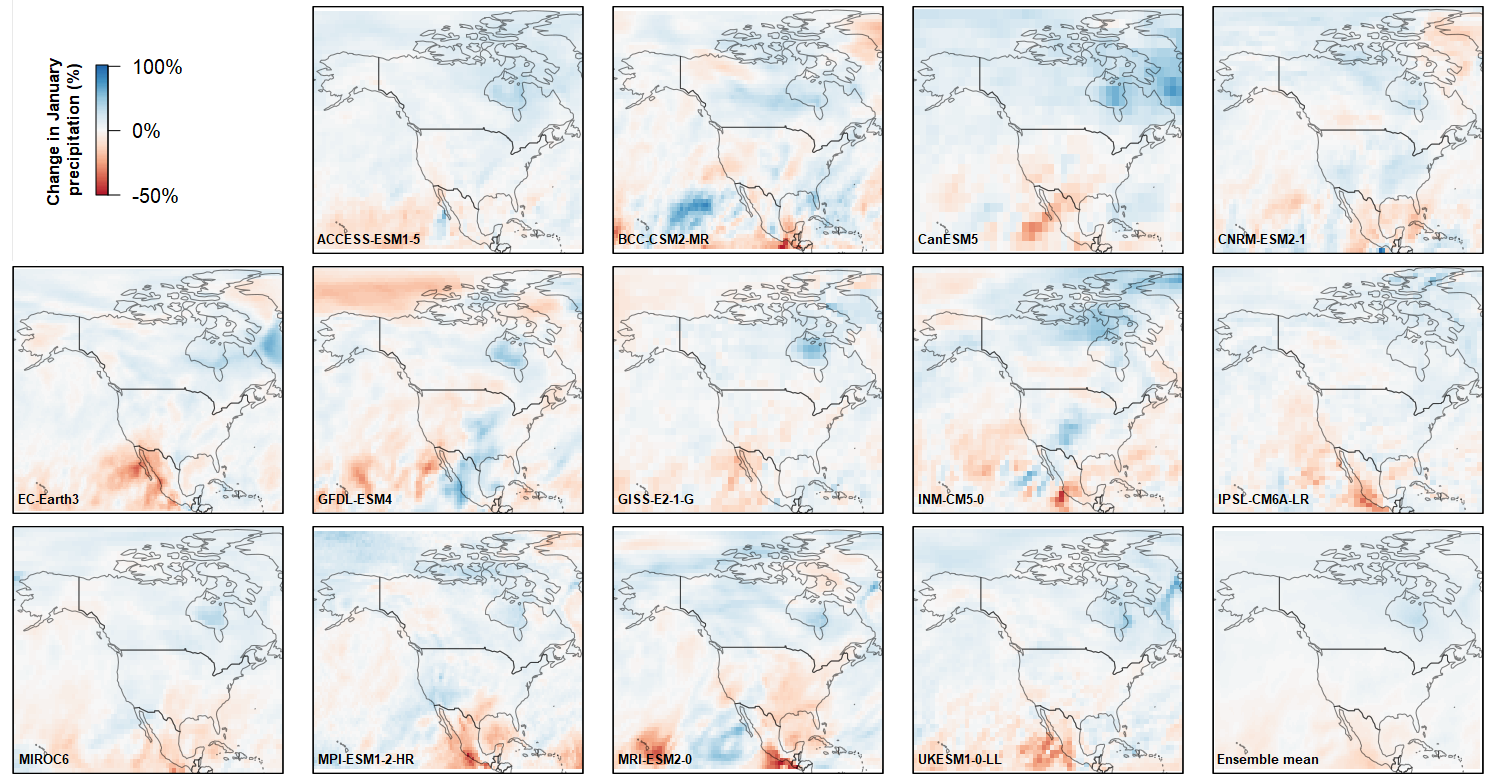 Change in January
precipitation (%)
100%
0%
-50%
ACCESS-ESM1-5
BCC-CSM2-MR
CanESM5
CNRM-ESM2-1
EC-Earth3
GFDL-ESM4
GISS-E2-1-G
INM-CM5-0
IPSL-CM6A-LR
MIROC6
MPI-ESM1-2-HR
MRI-ESM2-0
UKESM1-0-LL
Ensemble mean